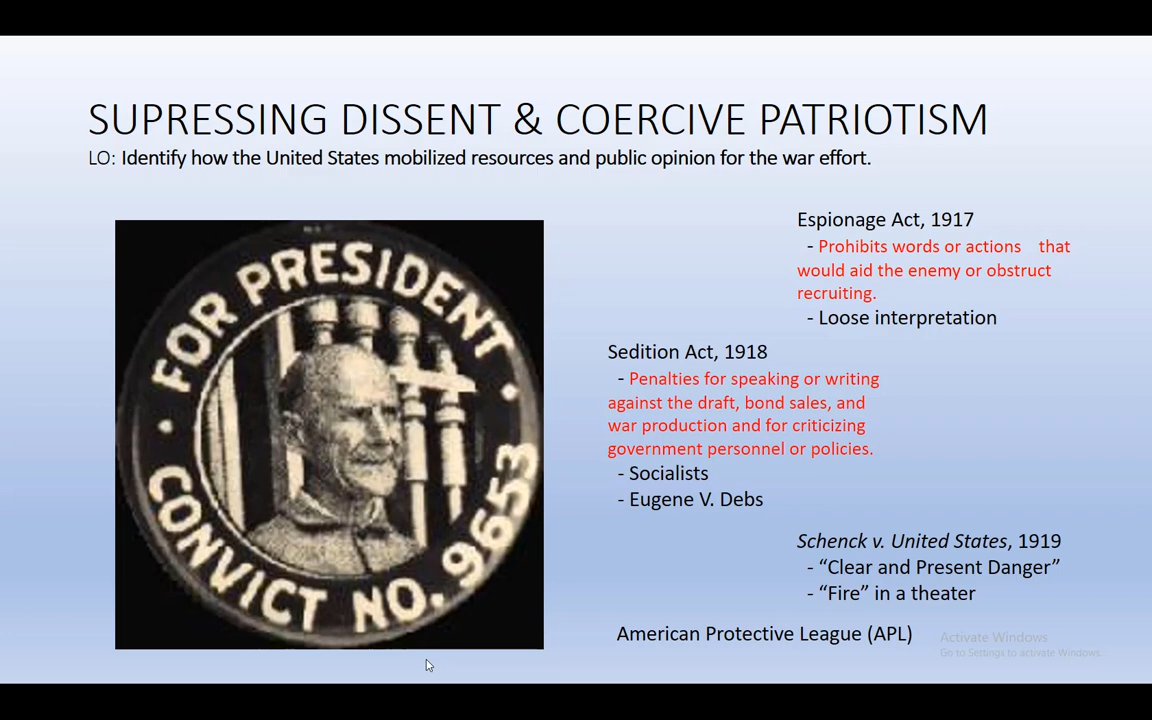 SUPRESSING DISSENT & COERCIVE PATRIOTISM
LO: Identify how the United States mobilized resources and public opinion for the war effort.
FOR PRESIDENT
CONVICT NO. 9653
Espionage Act, 1917
- Prohibits words or actions that
would aid the enemy or obstruct
recruiting.
- Loose interpretation
Sedition Act, 1918
- Penalties for speaking or writing
against the draft, bond sales, and
war production and for criticizing
government personnel or policies.
- Socialists
- Eugene V. Debs
Schenck v. United States, 1919
- “Clear and Present Danger”
- “Fire” in a theater
American Protective League (APL)
Activate Windows
Go to Settings to activate Windows.